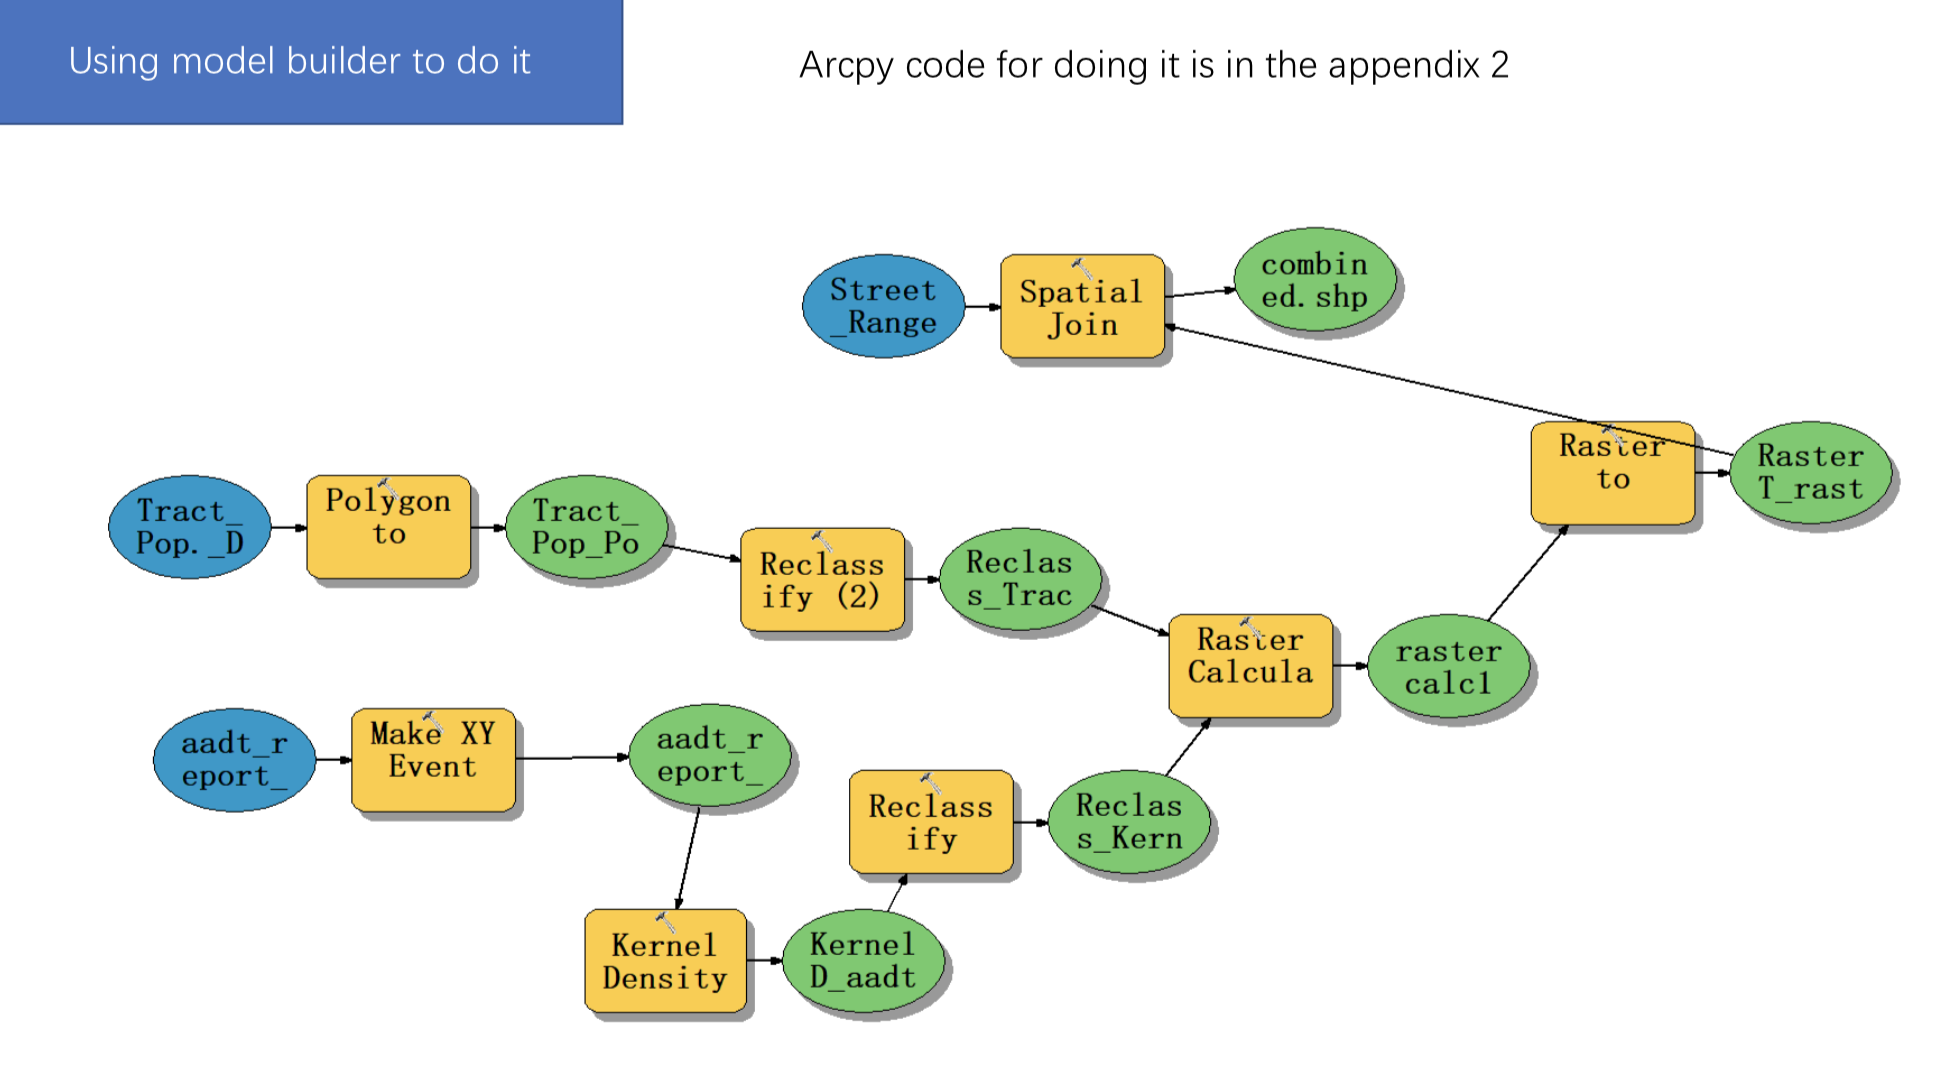 Using model builder to do it
Arcpy code for doing it is in the appendix 2
Street
_Range
Spatial
Join
combin
ed.shp
Raster
to
Raster
T_rast
Tract_
Pop._D
Polygon
to
Tract_
Pop_Po
Reclass
ify (2)
Reclas
s_Trac
Raster
Calcula
raster
calc1
aadt_r
eport_
Make XY
Event
aadt_r
eport_
Reclass
ify
Reclas
s_Kern
Kernel
Density
Kernel
D_aadt